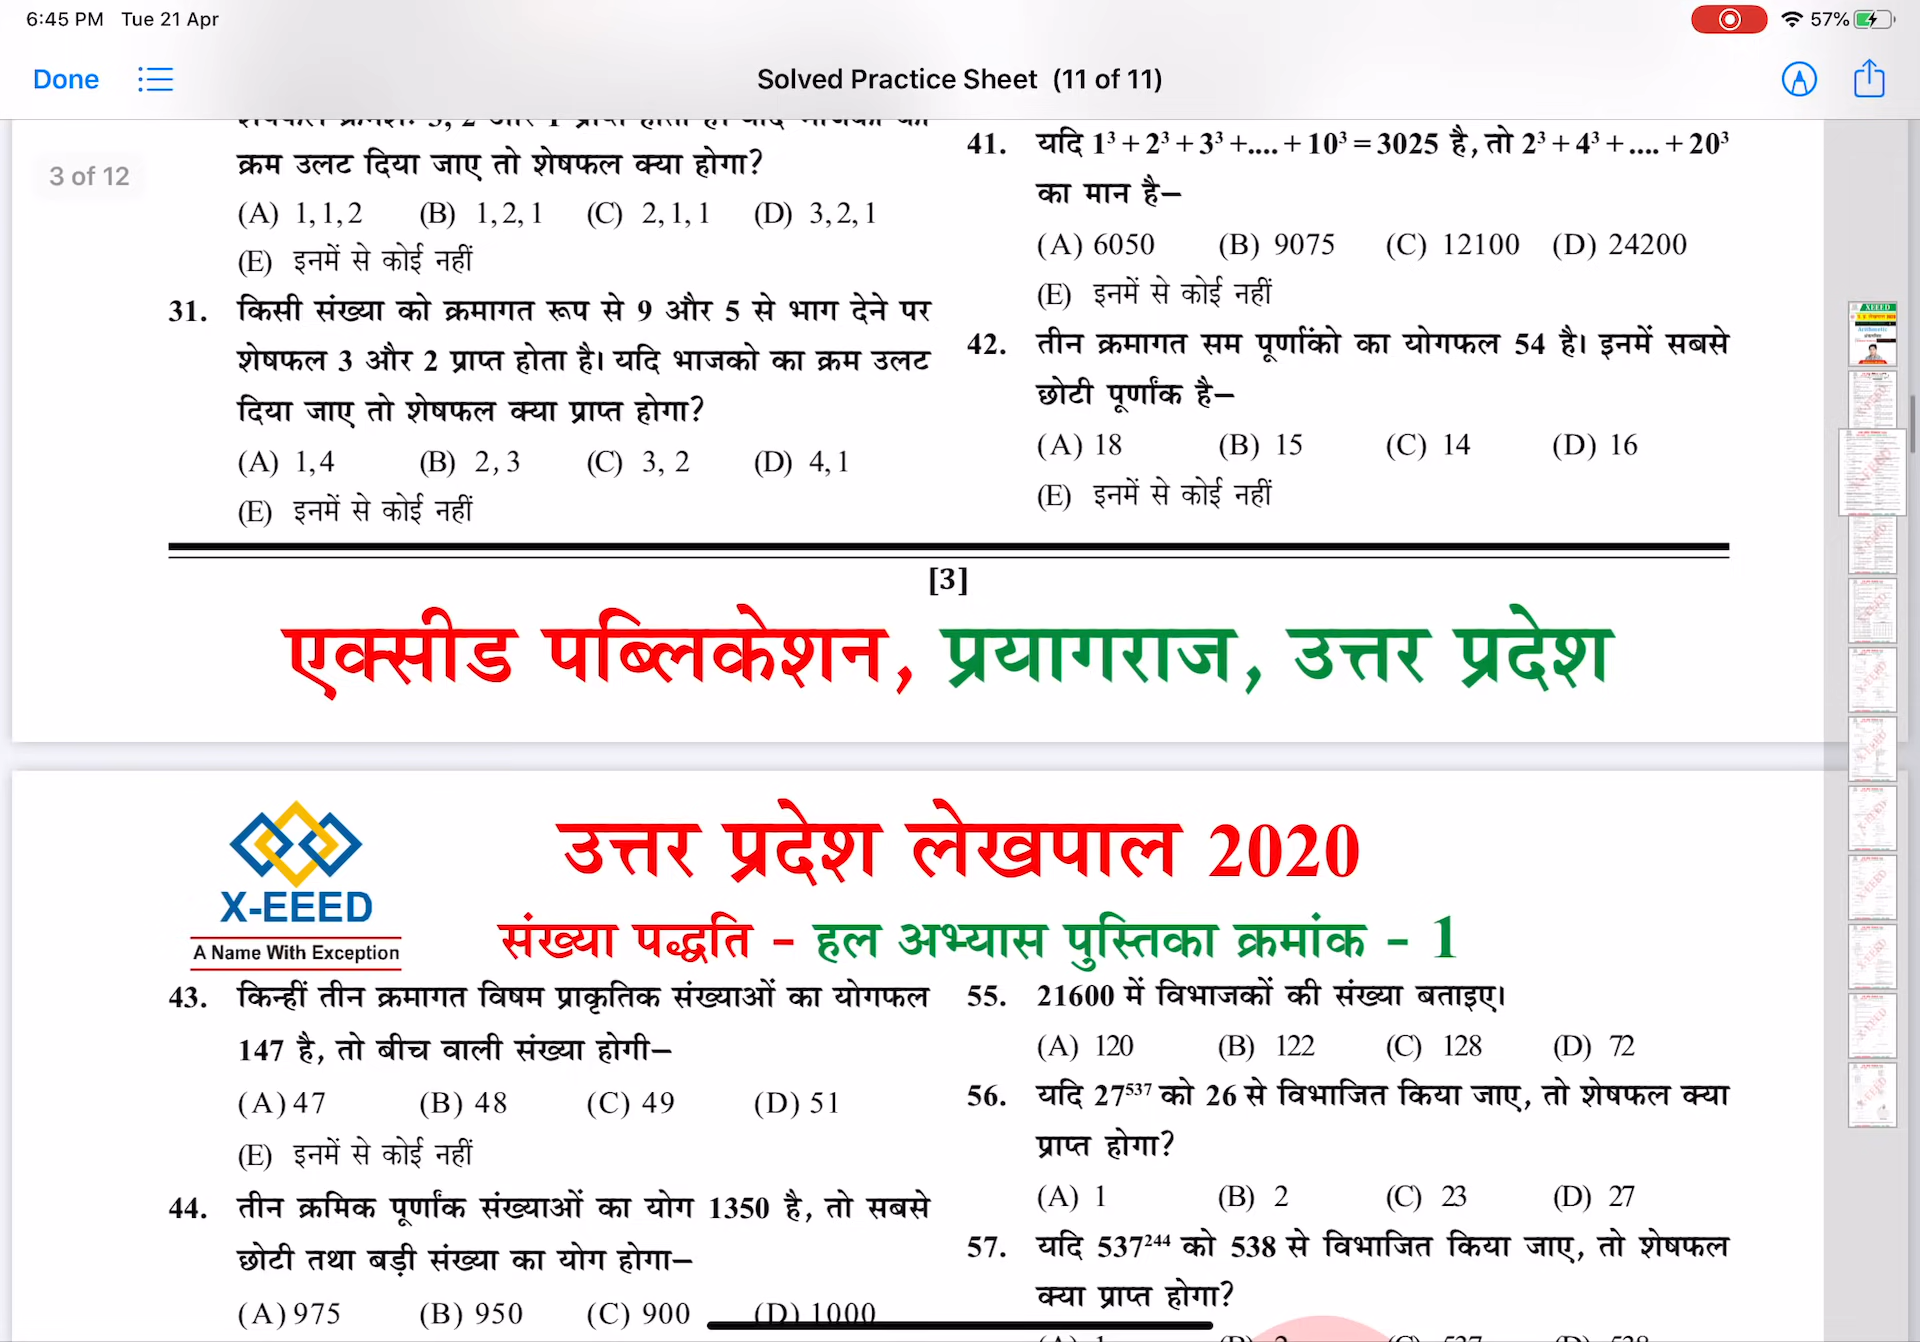 6:45 PM Tue 21 Apr
57%
Done
Solved Practice Sheet (11 of 11)
3 of 12
क्रम उलट दिया जाए तो शेषफल क्या होगा?
(A) 1, 1, 2 (B) 1, 2, 1 (C) 2, 1, 1 (D) 3, 2, 1
(E) इनमें से कोई नहीं
31. किसी संख्या को क्रमागत रूप से 9 और 5 से भाग देने पर
शेषफल 3 और 2 प्राप्त होता है। यदि भाजको का क्रम उलट
दिया जाए तो शेषफल क्या प्राप्त होगा?
(A) 1, 4 (B) 2, 3 (C) 3, 2 (D) 4, 1
(E) इनमें से कोई नहीं
41. यदि 1³ + 2³ + 3³ +.... + 10³ = 3025 है, तो 2³ + 4³ + .... + 20³
का मान है–
(A) 6050 (B) 9075 (C) 12100 (D) 24200
(E) इनमें से कोई नहीं
42. तीन क्रमागत सम पूर्णांको का योगफल 54 है। इनमें सबसे
छोटी पूर्णांक है–
(A) 18 (B) 15 (C) 14 (D) 16
(E) इनमें से कोई नहीं
[3]
एक्सीड पब्लिकेशन, प्रयागराज, उत्तर प्रदेश
X-EEED
A Name With Exception
उत्तर प्रदेश लेखपाल 2020
संख्या पद्धति - हल अभ्यास पुस्तिका क्रमांक - 1
43. किन्हीं तीन क्रमागत विषम प्राकृतिक संख्याओं का योगफल
147 है, तो बीच वाली संख्या होगी–
(A) 47 (B) 48 (C) 49 (D) 51
(E) इनमें से कोई नहीं
44. तीन क्रमिक पूर्णांक संख्याओं का योग 1350 है, तो सबसे
छोटी तथा बड़ी संख्या का योग होगा–
(A) 975 (B) 950 (C) 900 (D) 1000
55. 21600 में विभाजकों की संख्या बताइए।
(A) 120 (B) 122 (C) 128 (D) 72
56. यदि 27⁵³⁷ को 26 से विभाजित किया जाए, तो शेषफल क्या
प्राप्त होगा?
(A) 1 (B) 2 (C) 23 (D) 27
57. यदि 537²⁴⁴ को 538 से विभाजित किया जाए, तो शेषफल
क्या प्राप्त होगा?